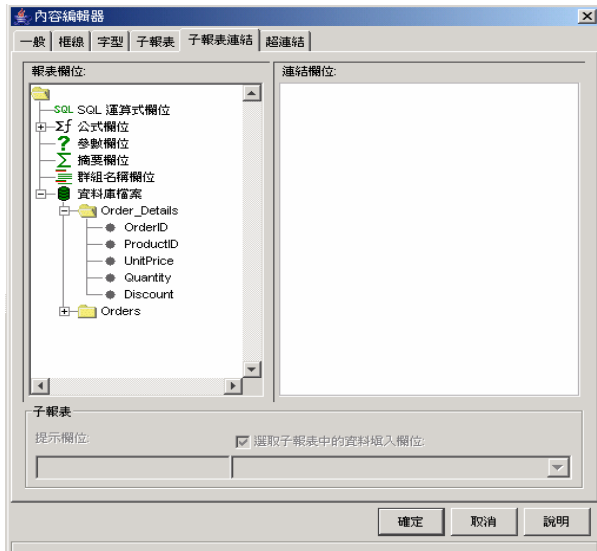 內容編輯器
一般 框線 字型 子報表 子報表連結 超連結
報表欄位: 連結欄位:
SQL SQL 運算式欄位
Σf 公式欄位
? 參數欄位
Σ 摘要欄位
群組名稱欄位
資料庫檔案
Order_Details
OrderID
ProductID
UnitPrice
Quantity
Discount
Orders
子報表
提示欄位: 選取子報表中的資料填入欄位:
確定 取消 說明